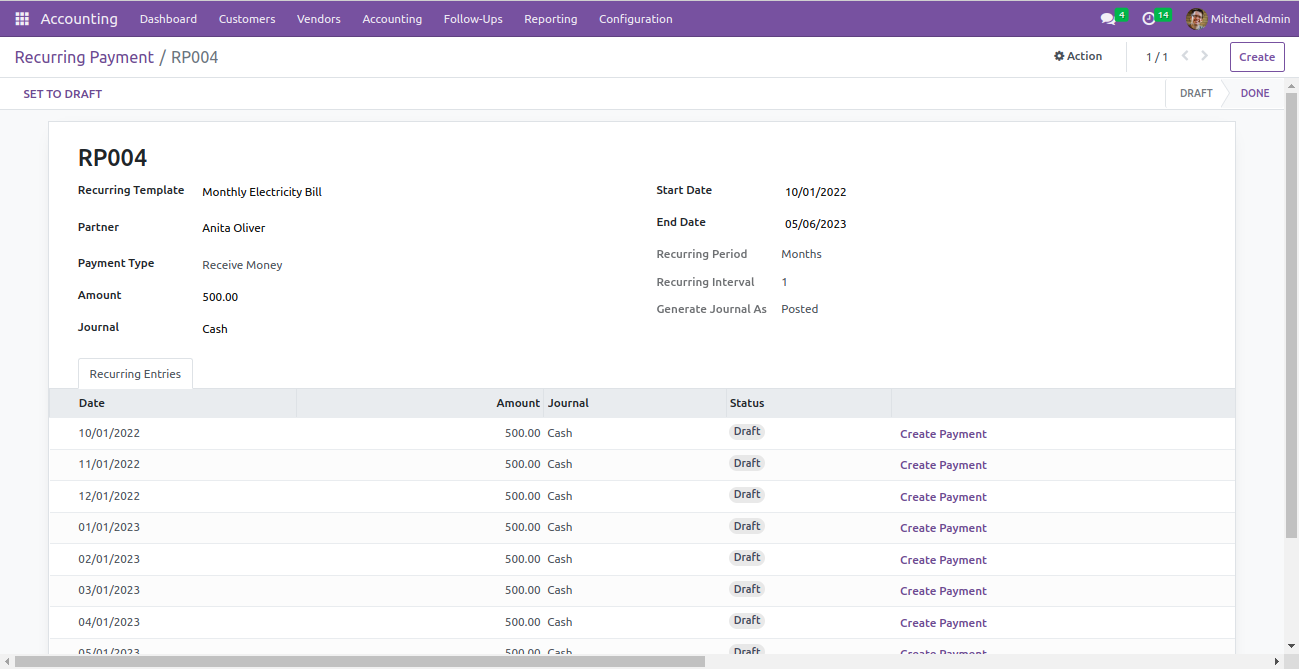 Accounting Dashboard Customers Vendors Accounting Follow-Ups Reporting Configuration 4 14 Mitchell Admin
Recurring Payment / RP004 Action 1 / 1 Create
SET TO DRAFT DRAFT DONE
RP004
Recurring Template Monthly Electricity Bill
Partner Anita Oliver
Payment Type Receive Money
Amount 500.00
Journal Cash
Start Date 10/01/2022
End Date 05/06/2023
Recurring Period Months
Recurring Interval 1
Generate Journal As Posted
Recurring Entries
Date Amount Journal Status
10/01/2022 500.00 Cash Draft Create Payment
11/01/2022 500.00 Cash Draft Create Payment
12/01/2022 500.00 Cash Draft Create Payment
01/01/2023 500.00 Cash Draft Create Payment
02/01/2023 500.00 Cash Draft Create Payment
03/01/2023 500.00 Cash Draft Create Payment
04/01/2023 500.00 Cash Draft Create Payment
05/01/2023 500.00 Cash Draft Create Payment